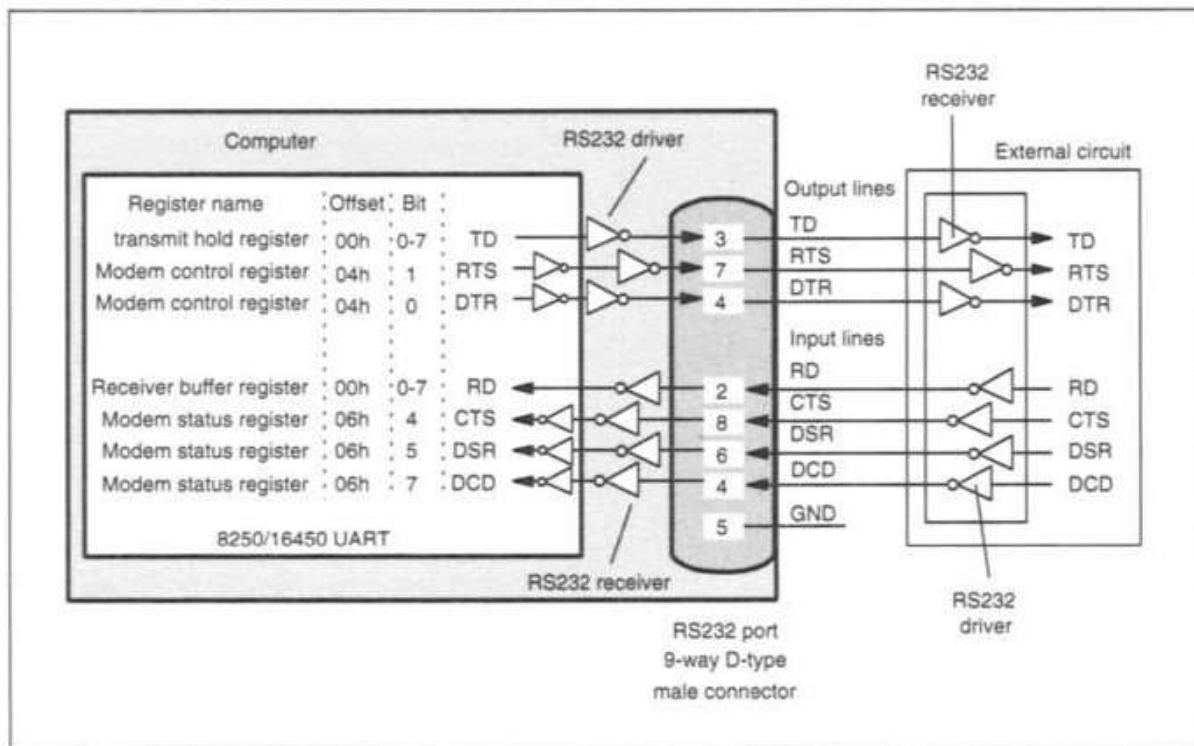 RS232
receiver
Computer
RS232 driver
External circuit
Output lines
Register name Offset Bit
transmit hold register 00h 0-7 TD 3 TD TD
Modem control register 04h 1 RTS 7 RTS RTS
Modem control register 04h 0 DTR 4 DTR DTR
Input lines
Receiver buffer register 00h 0-7 RD 2 RD RD
Modem status register 06h 4 CTS 8 CTS CTS
Modem status register 06h 5 DSR 6 DSR DSR
Modem status register 06h 7 DCD 4 DCD DCD
5 GND
8250/16450 UART
RS232 receiver
RS232
driver
RS232 port
9-way D-type
male connector